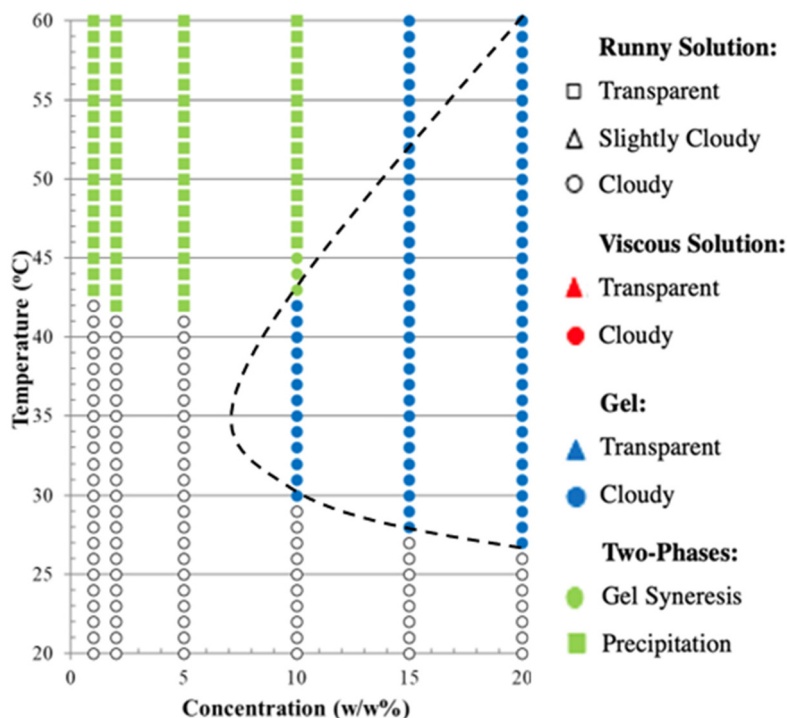 60
55
50
45
40
35
30
25
20
Temperature (ºC)
0 5 10 15 20
Concentration (w/w%)
Runny Solution:
Transparent
Slightly Cloudy
Cloudy
Viscous Solution:
Transparent
Cloudy
Gel:
Transparent
Cloudy
Two-Phases:
Gel Syneresis
Precipitation